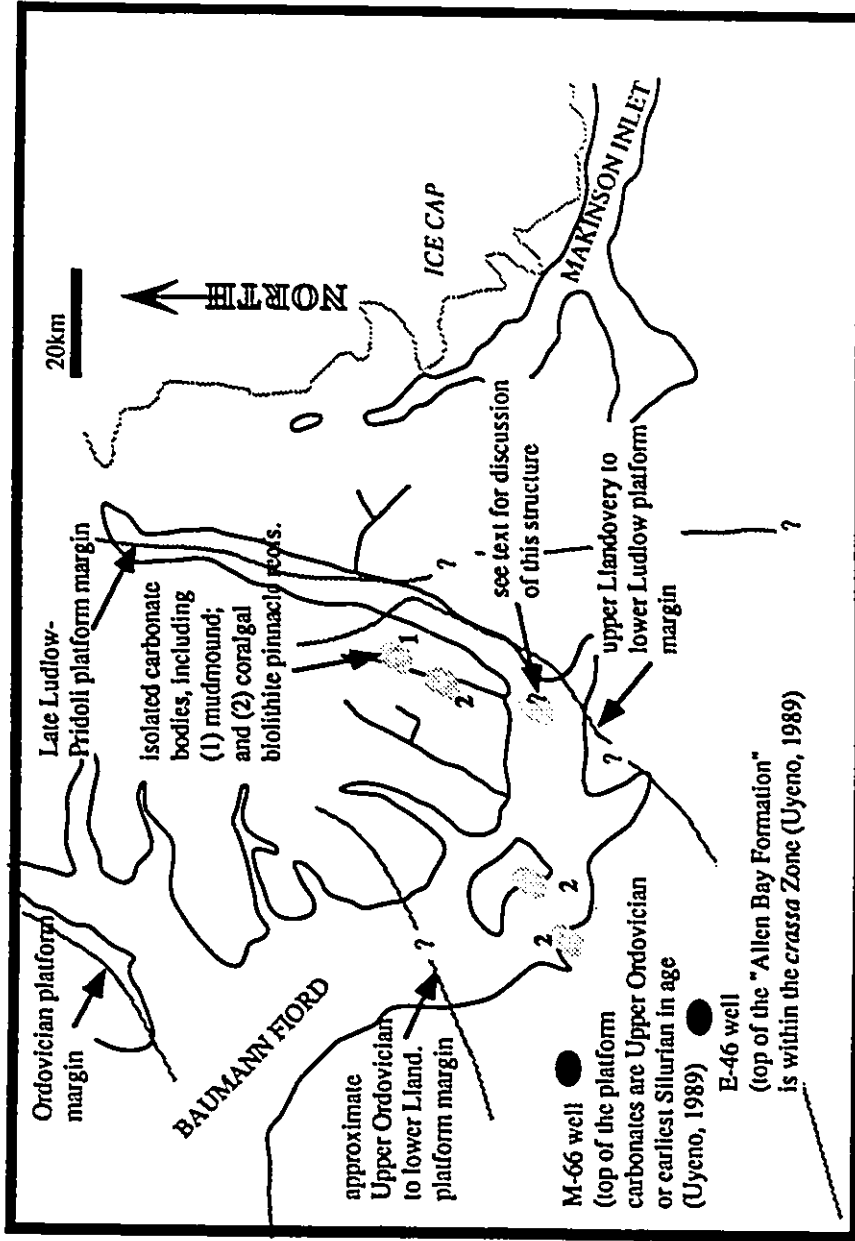 Ordovician platform
margin
Late Ludlow-
Pridoli platform margin
20km
NORTH
ICE CAP
MAKINSON INLET
isolated carbonate
bodies, including
(1) mudmound;
and (2) coralgal
biolithite pinnacle reefs.
BAUMANN FIORD
1
2
?
?
see text for discussion
of this structure
?
approximate
Upper Ordovician
to lower Lland.
platform margin
2
2
?
upper Llandovery to
lower Ludlow platform
margin
?
M-66 well
(top of the platform
carbonates are Upper Ordovician
or earliest Silurian in age
(Uyeno, 1989)
E-46 well
(top of the "Allen Bay Formation"
is within the crassa Zone (Uyeno, 1989)